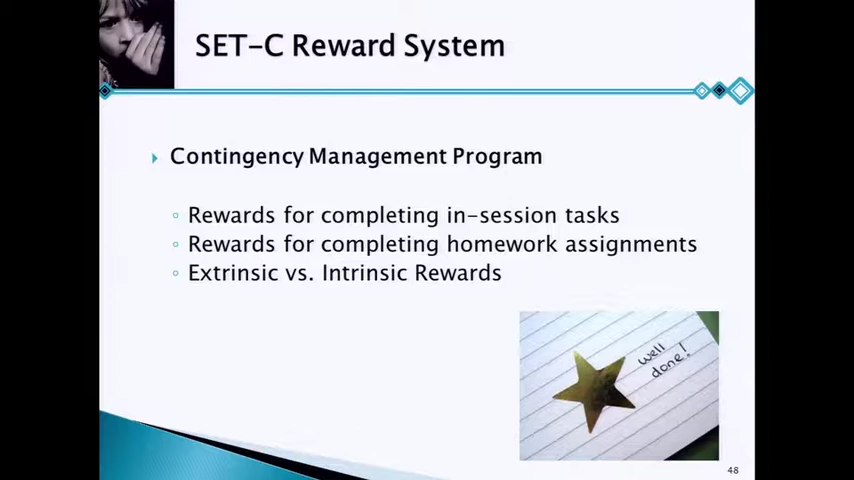 SET-C Reward System
Contingency Management Program
Rewards for completing in-session tasks
Rewards for completing homework assignments
Extrinsic vs. Intrinsic Rewards
well
done!
48